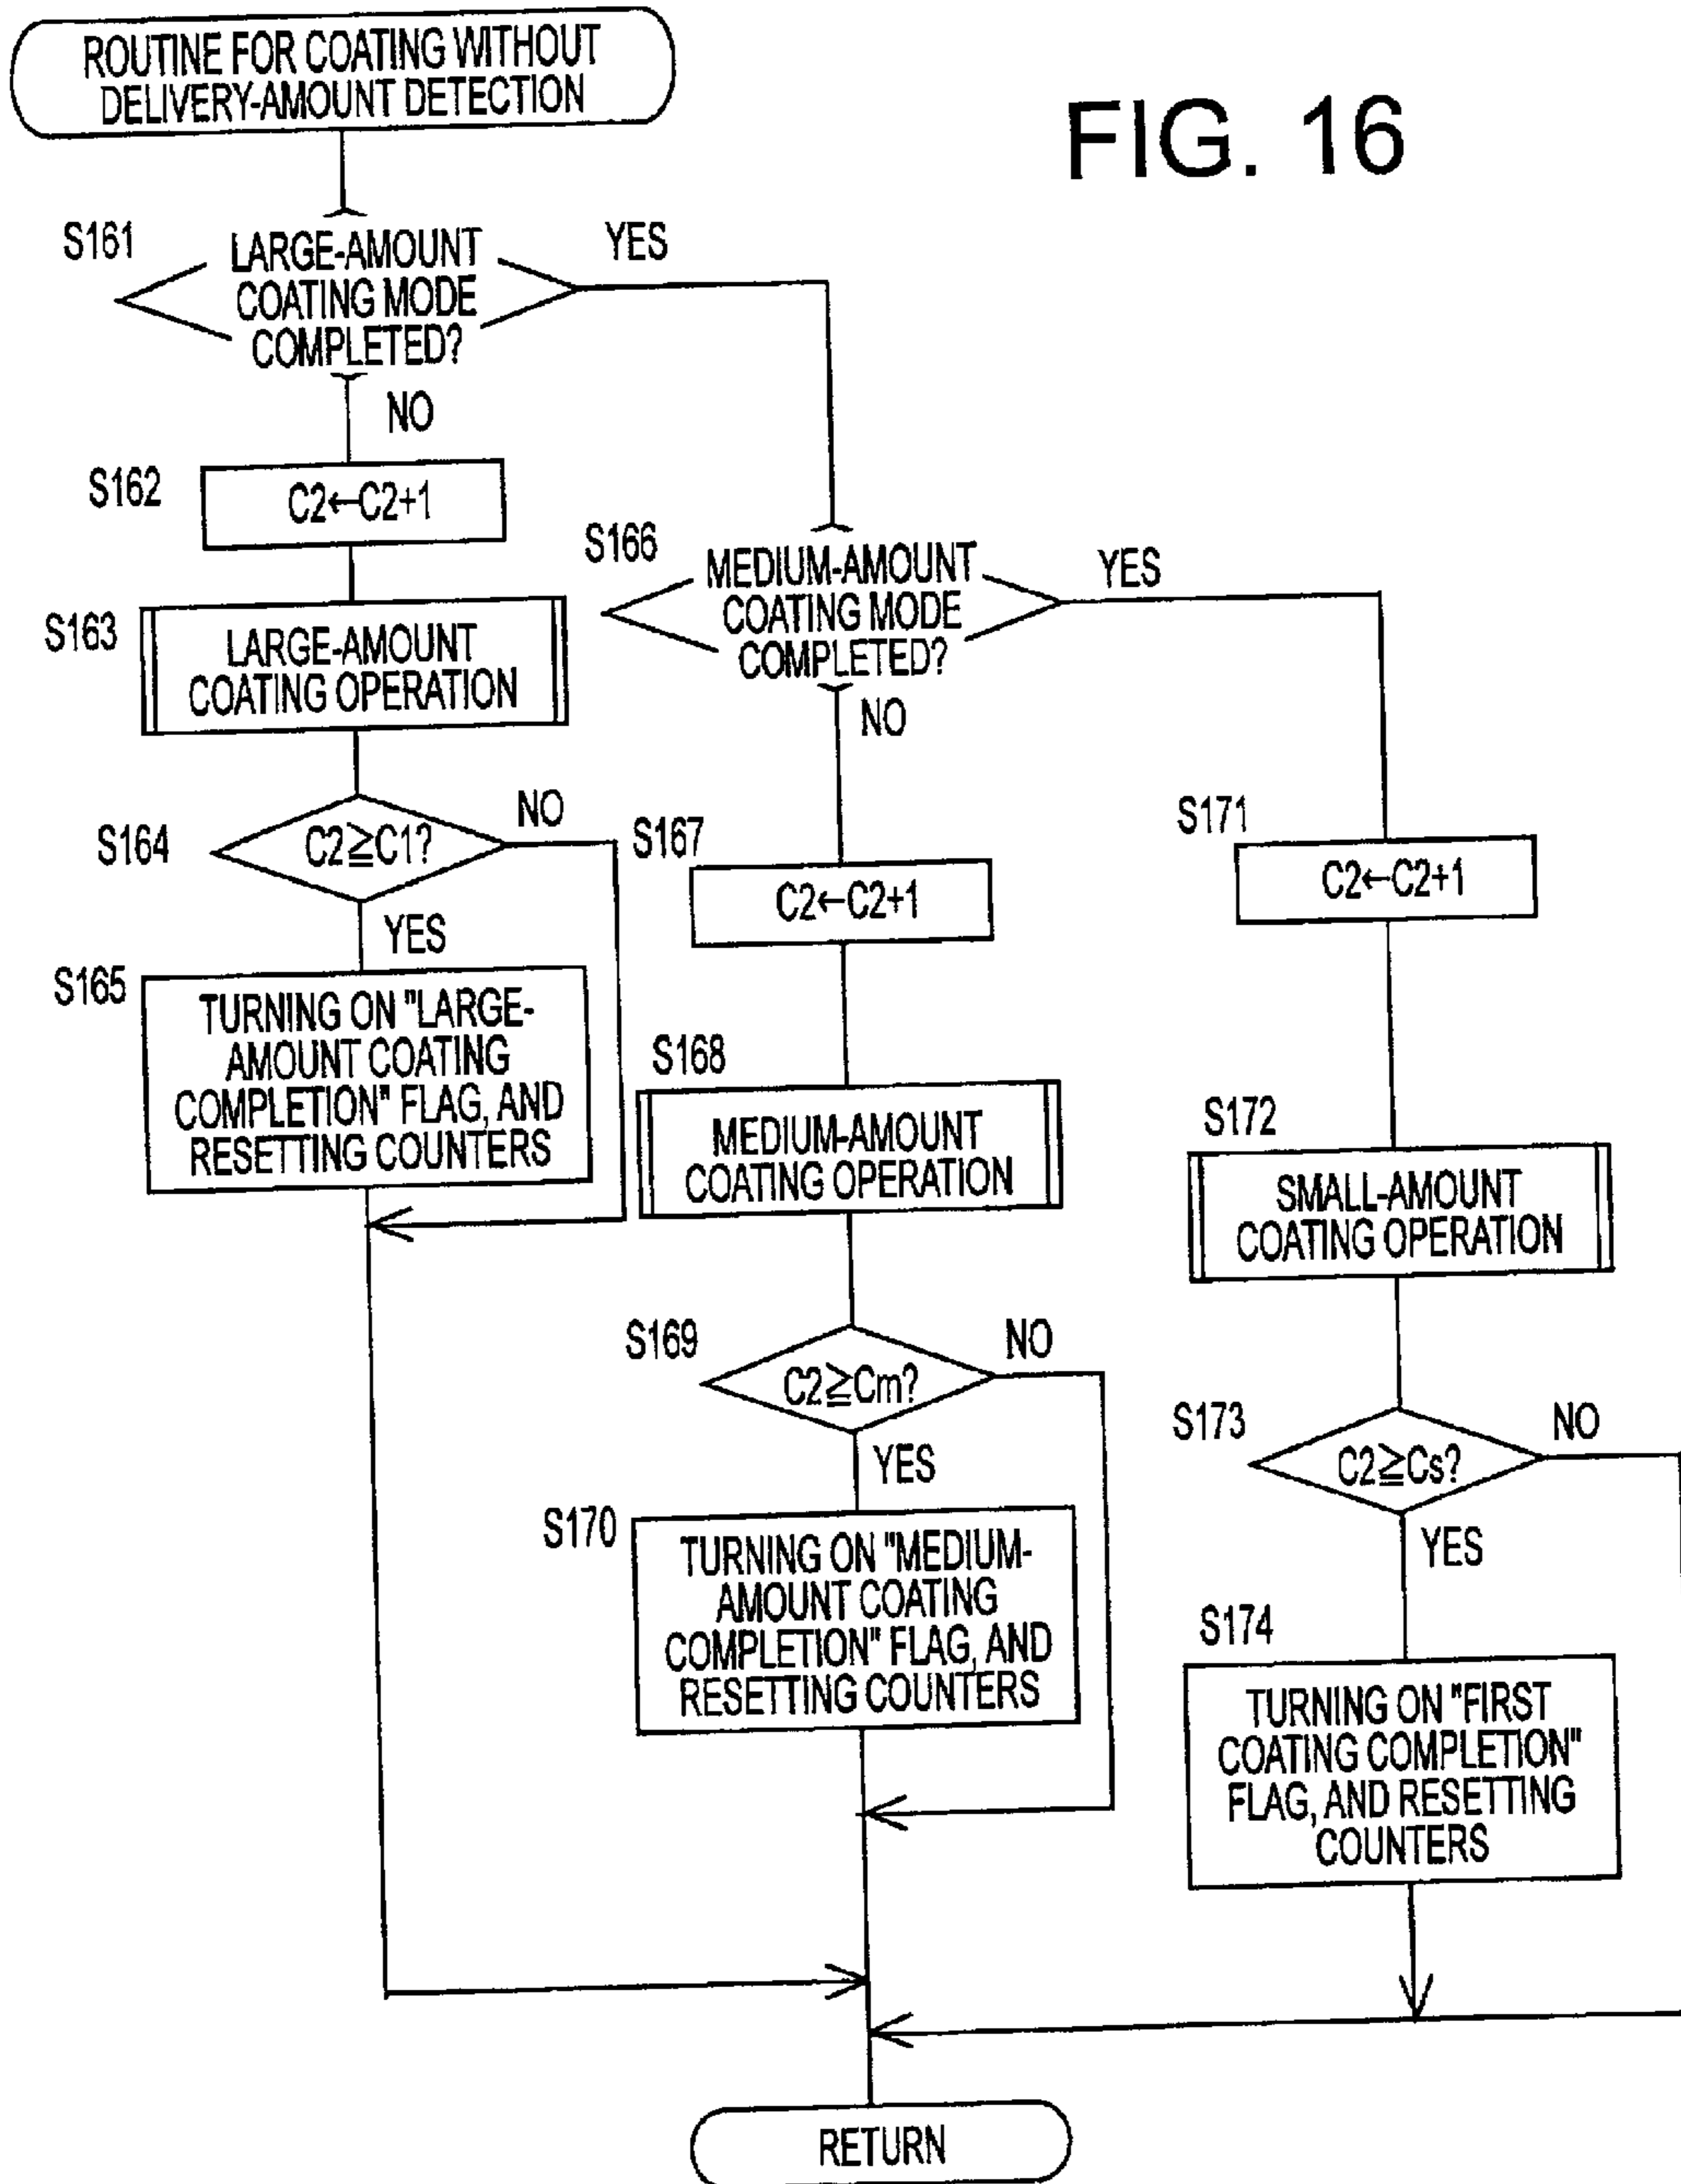 ROUTINE FOR COATING WITHOUT
DELIVERY-AMOUNT DETECTION
FIG. 16
S161
LARGE-AMOUNT
COATING MODE
COMPLETED?
YES
NO
S162
C2←C2+1
S163
LARGE-AMOUNT
COATING OPERATION
S164
C2≧C1?
NO
YES
S165
TURNING ON "LARGE-
AMOUNT COATING
COMPLETION" FLAG, AND
RESETTING COUNTERS
S166
MEDIUM-AMOUNT
COATING MODE
COMPLETED?
YES
NO
S167
C2←C2+1
S168
MEDIUM-AMOUNT
COATING OPERATION
S169
C2≧Cm?
NO
YES
S170
TURNING ON "MEDIUM-
AMOUNT COATING
COMPLETION" FLAG, AND
RESETTING COUNTERS
S171
C2←C2+1
S172
SMALL-AMOUNT
COATING OPERATION
S173
C2≧Cs?
NO
YES
S174
TURNING ON "FIRST
COATING COMPLETION"
FLAG, AND RESETTING
COUNTERS
RETURN